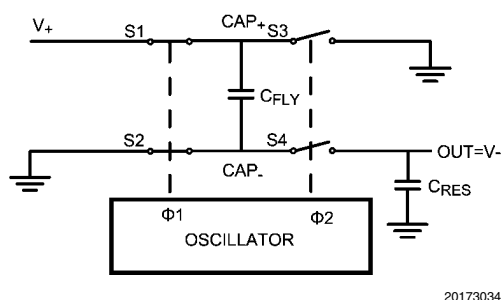 V+ S1 CAP+ S3
CFLY
S2 S4 OUT=V-
CAP-
CRES
Φ1 Φ2
OSCILLATOR
20173034